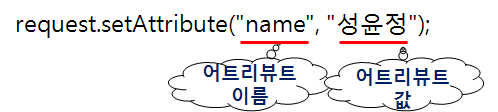 request.setAttribute("name", "성윤정");
어트리뷰트
이름
어트리뷰트
값